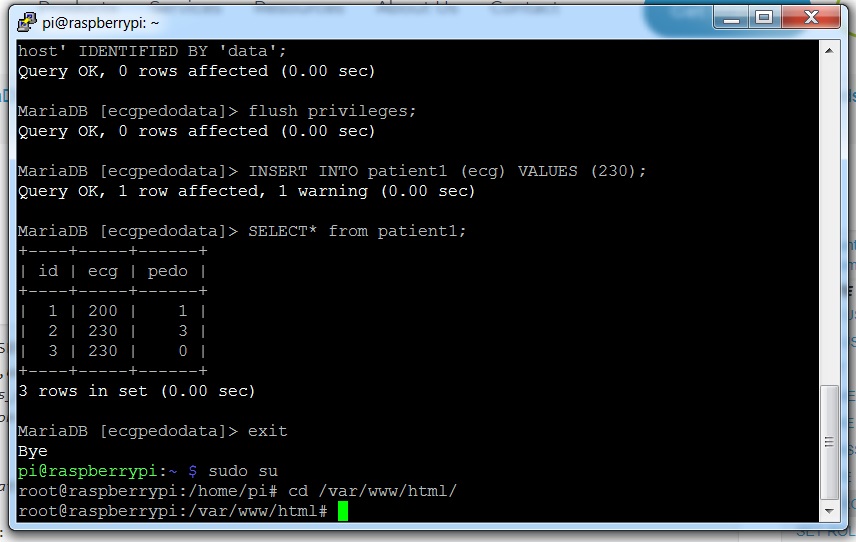 pi@raspberrypi: ~
host' IDENTIFIED BY 'data';
Query OK, 0 rows affected (0.00 sec)
MariaDB [ecgpedodata]> flush privileges;
Query OK, 0 rows affected (0.00 sec)
MariaDB [ecgpedodata]> INSERT INTO patient1 (ecg) VALUES (230);
Query OK, 1 row affected, 1 warning (0.00 sec)
MariaDB [ecgpedodata]> SELECT* from patient1;
+----+-----+------+
| id | ecg | pedo |
+----+-----+------+
|  1 | 200 |    1 |
|  2 | 230 |    3 |
|  3 | 230 |    0 |
+----+-----+------+
3 rows in set (0.00 sec)
MariaDB [ecgpedodata]> exit
Bye
pi@raspberrypi:~ $ sudo su
root@raspberrypi:/home/pi# cd /var/www/html/
root@raspberrypi:/var/www/html#